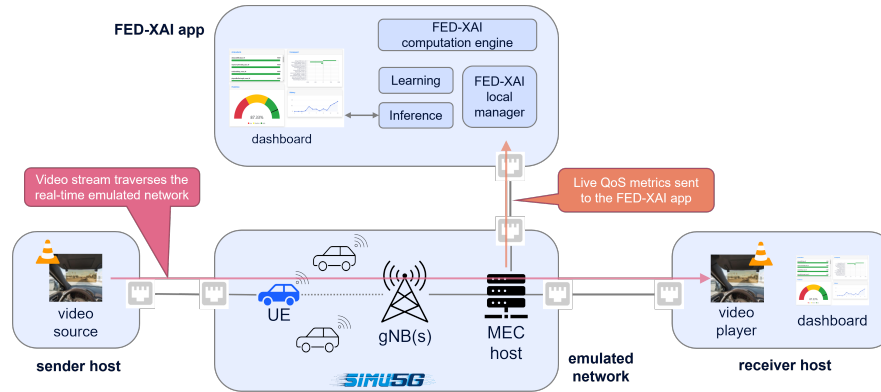 FED-XAI app
FED-XAI
computation engine
Learning
Inference
FED-XAI
local
manager
dashboard
Video stream traverses the
real-time emulated network
Live QoS metrics sent
to the FED-XAI app
video
source
UE
gNB(s)
MEC
host
video
player
dashboard
sender host
emulated
network
receiver host
SIMU5G